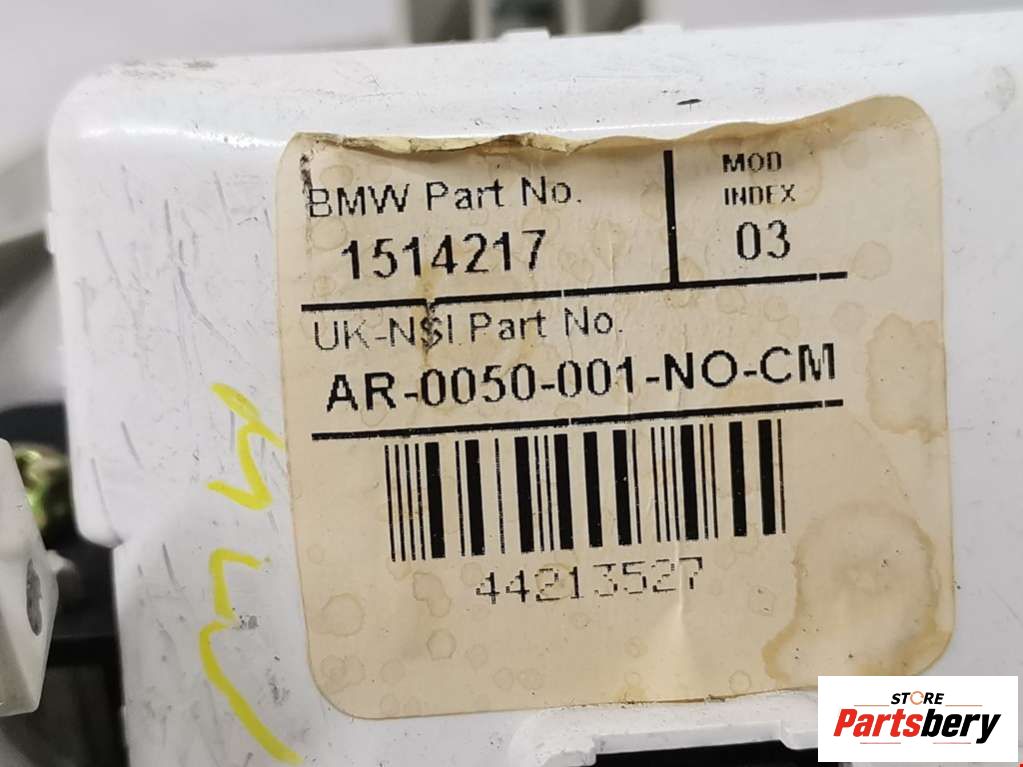 BMW Part No.
MOD
INDEX
1514217
03
UK-NSI Part No.
AR-0050-001-NO-CM
44213527
STORE
Partsbery